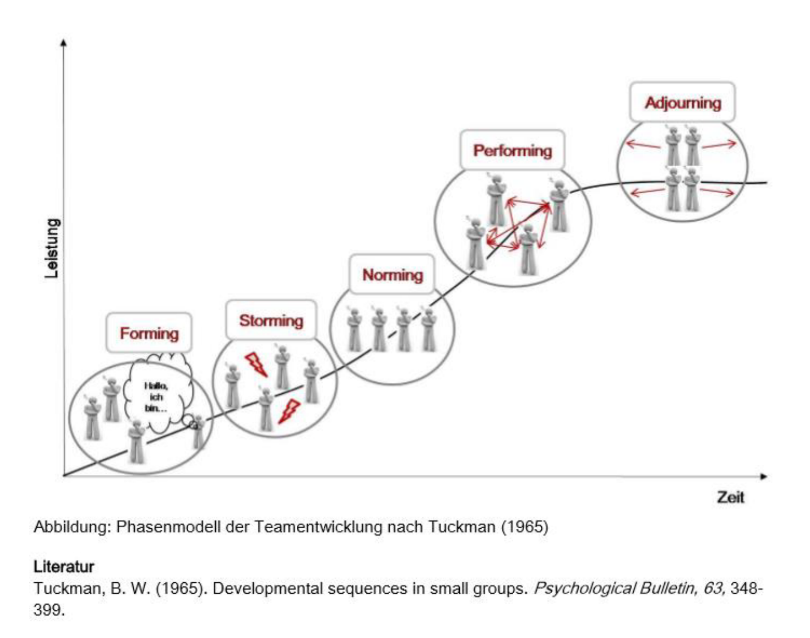 Adjourning
Performing
Leistung
Norming
Storming
Forming
Hallo,
ich
bin...
Zeit
Abbildung: Phasenmodell der Teamentwicklung nach Tuckman (1965)
Literatur
Tuckman, B. W. (1965). Developmental sequences in small groups. Psychological Bulletin, 63, 348-
399.